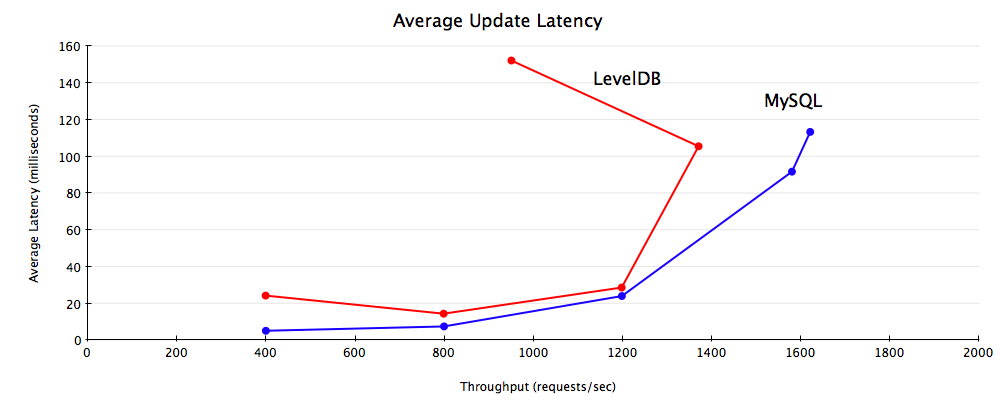 Average Update Latency
160
140
120
100
80
60
40
20
0
Average Latency (milliseconds)
LevelDB
MySQL
0 200 400 600 800 1000 1200 1400 1600 1800 2000
Throughput (requests/sec)